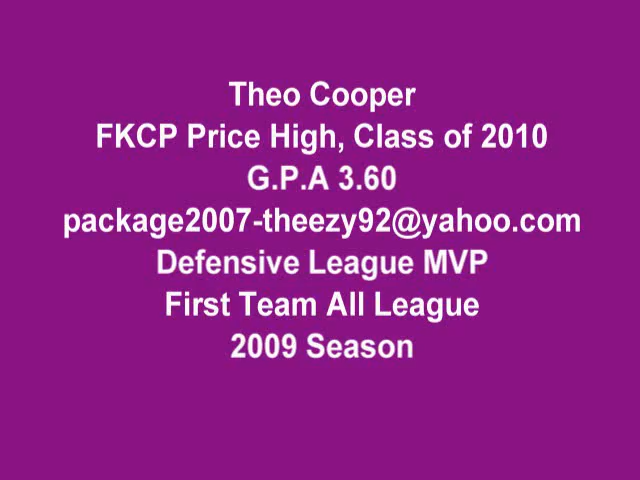 Theo Cooper
FKCP Price High, Class of 2010
G.P.A 3.60
package2007-theezy92@yahoo.com
Defensive League MVP
First Team All League
2009 Season